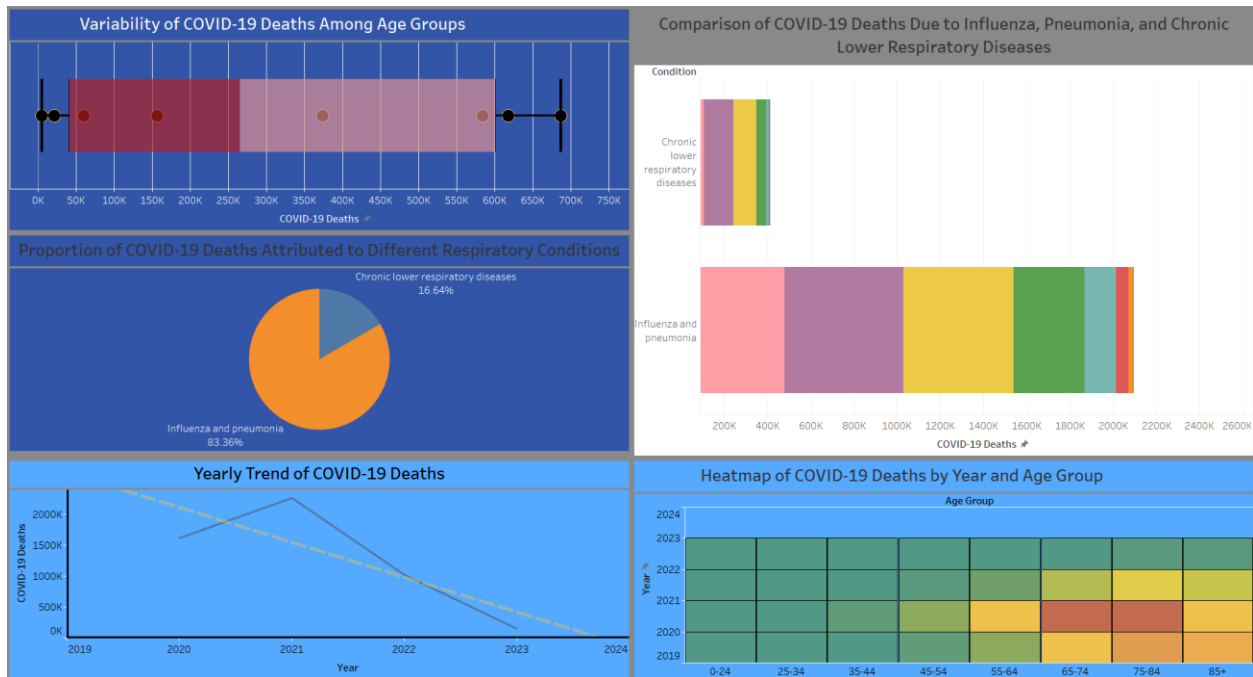 Variability of COVID-19 Deaths Among Age Groups
0K 50K 100K 150K 200K 250K 300K 350K 400K 450K 500K 550K 600K 650K 700K 750K
COVID-19 Deaths
Proportion of COVID-19 Deaths Attributed to Different Respiratory Conditions
Chronic lower respiratory diseases
16.64%
Influenza and pneumonia
83.36%
Comparison of COVID-19 Deaths Due to Influenza, Pneumonia, and Chronic
Lower Respiratory Diseases
Condition
Chronic
lower
respiratory
diseases
Influenza and
pneumonia
200K 400K 600K 800K 1000K 1200K 1400K 1600K 1800K 2000K 2200K 2400K 2600K
COVID-19 Deaths
Yearly Trend of COVID-19 Deaths
COVID-19 Deaths
2000K
1500K
1000K
500K
0K
2019 2020 2021 2022 2023 2024
Year
Heatmap of COVID-19 Deaths by Year and Age Group
Age Group
Year
2024
2023
2022
2021
2020
2019
0-24 25-34 35-44 45-54 55-64 65-74 75-84 85+